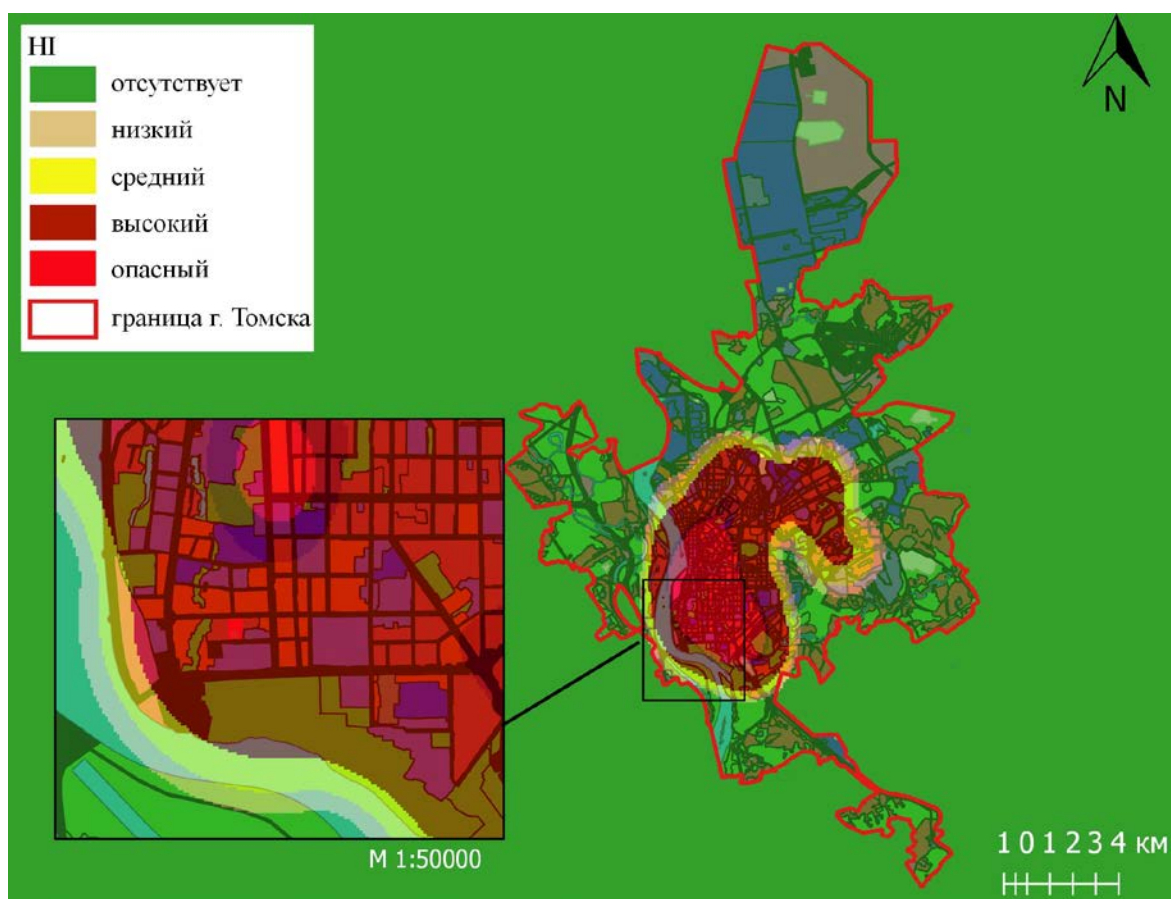 HI
отсутствует
низкий
средний
высокий
опасный
граница г. Томска
N
М 1:50000
1 0 1 2 3 4 км